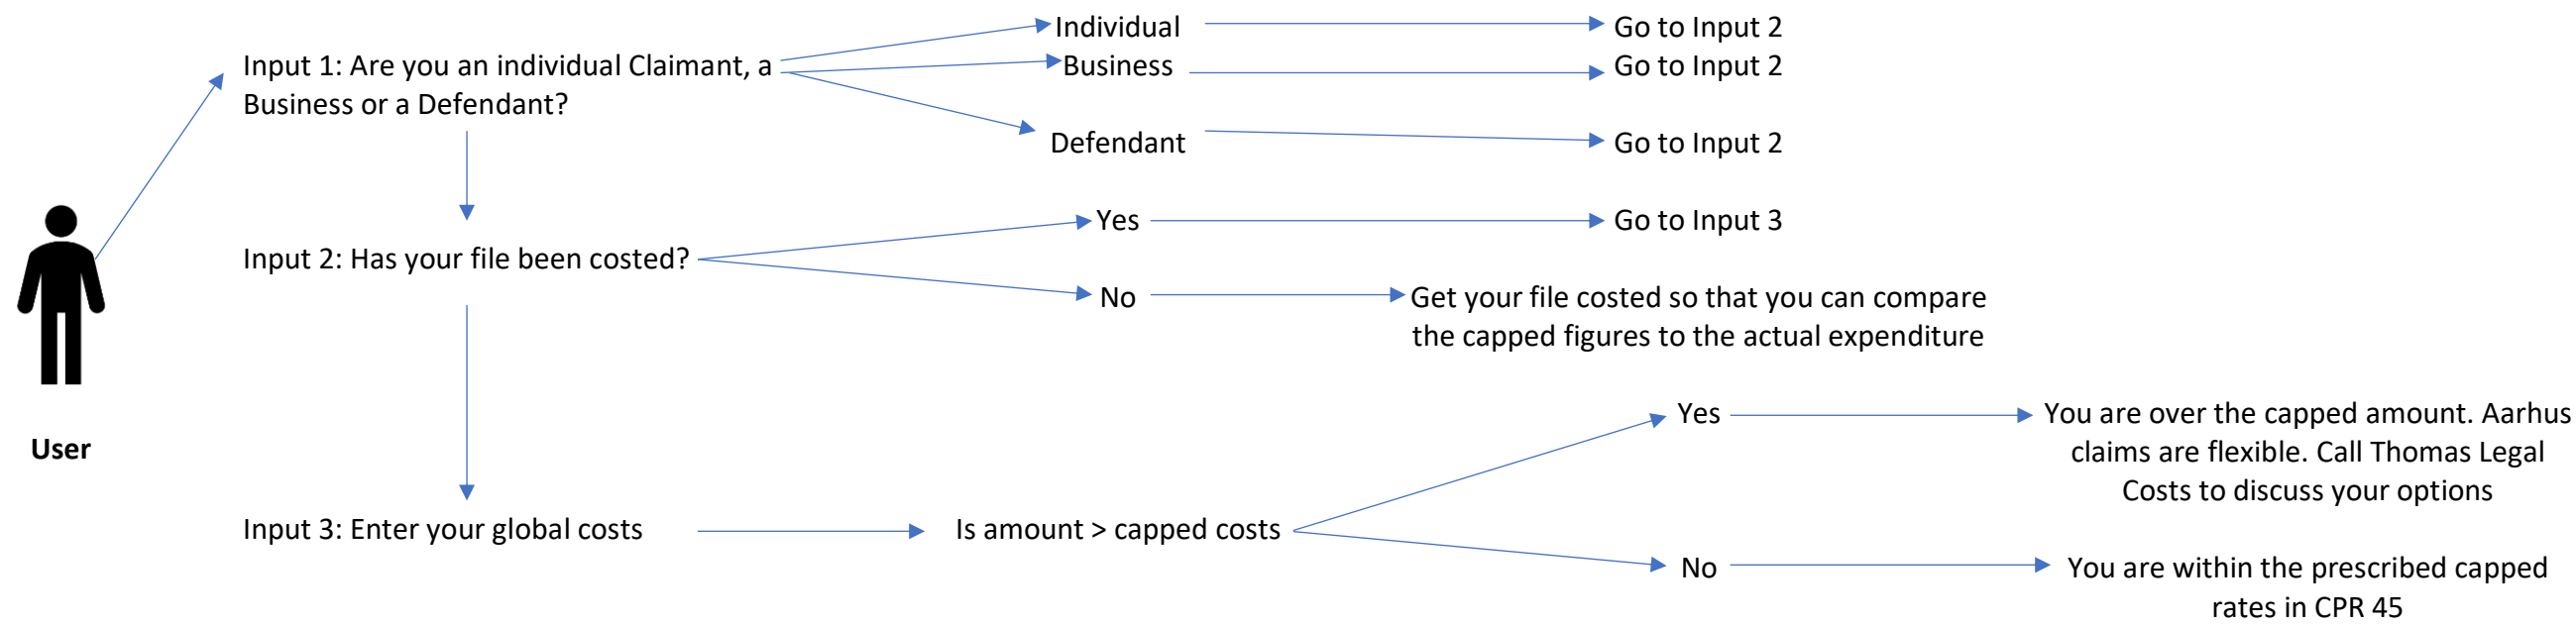 Input 1: Are you an individual Claimant, a
Business or a Defendant?
Individual
Go to Input 2
Business
Go to Input 2
Defendant
Go to Input 2
User
Input 2: Has your file been costed?
Yes
Go to Input 3
No
Get your file costed so that you can compare
the capped figures to the actual expenditure
Input 3: Enter your global costs
Is amount > capped costs
Yes
You are over the capped amount. Aarhus
claims are flexible. Call Thomas Legal
Costs to discuss your options
No
You are within the prescribed capped
rates in CPR 45